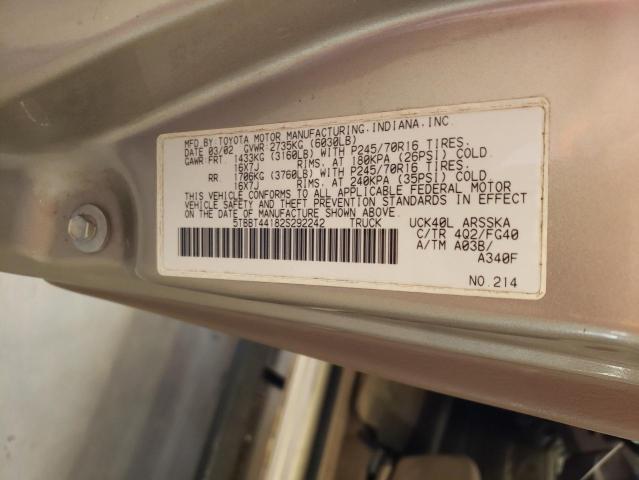 MFD.BY:TOYOTA MOTOR MANUFACTURING,INDIANA,INC.
DATE 03/02 GVWR 2735KG (6030LB)
GAWR:FRT 1433KG (3160LB) WITH P245/70R16 TIRES,
16X7J RIMS, AT 180KPA (26PSI) COLD.
RR 1706KG (3760LB) WITH P245/70R16 TIRES,
16X7J RIMS, AT 240KPA (35PSI) COLD.
THIS VEHICLE CONFORMS TO ALL APPLICABLE FEDERAL MOTOR
VEHICLE SAFETY AND THEFT PREVENTION STANDARDS IN EFFECT
ON THE DATE OF MANUFACTURE SHOWN ABOVE.
5TBBT44182S292242 TRUCK UCK40L ARSSKA
C/TR 4Q2/FG40
A/TM A03B/
A340F
NO.214